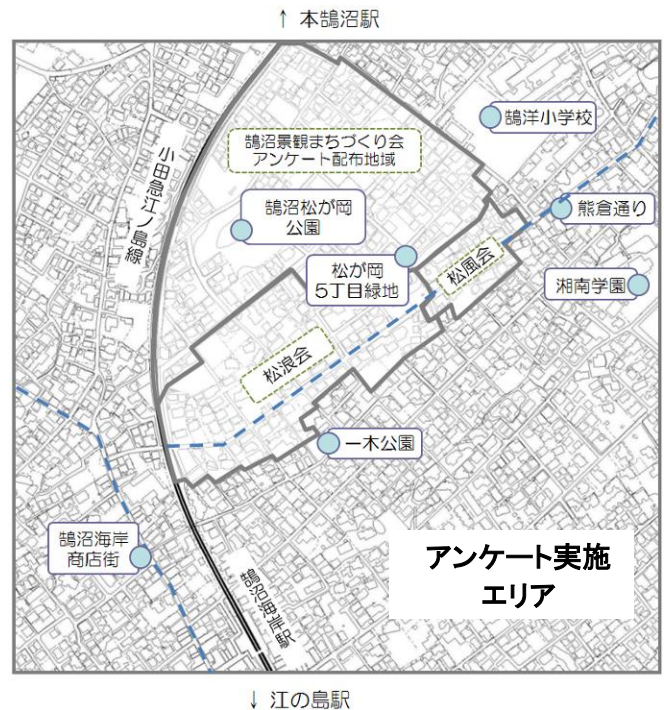 ↑ 本鵠沼駅
鵠洋小学校
鵠沼景観まちづくり会
アンケート配布地域
小田急江ノ島線
鵠沼松が岡
公園
熊倉通り
松が岡
5丁目緑地
松風会
湘南学園
松浪会
一木公園
鵠沼海岸
商店街
アンケート実施
エリア
鵠沼海岸駅
↓ 江の島駅